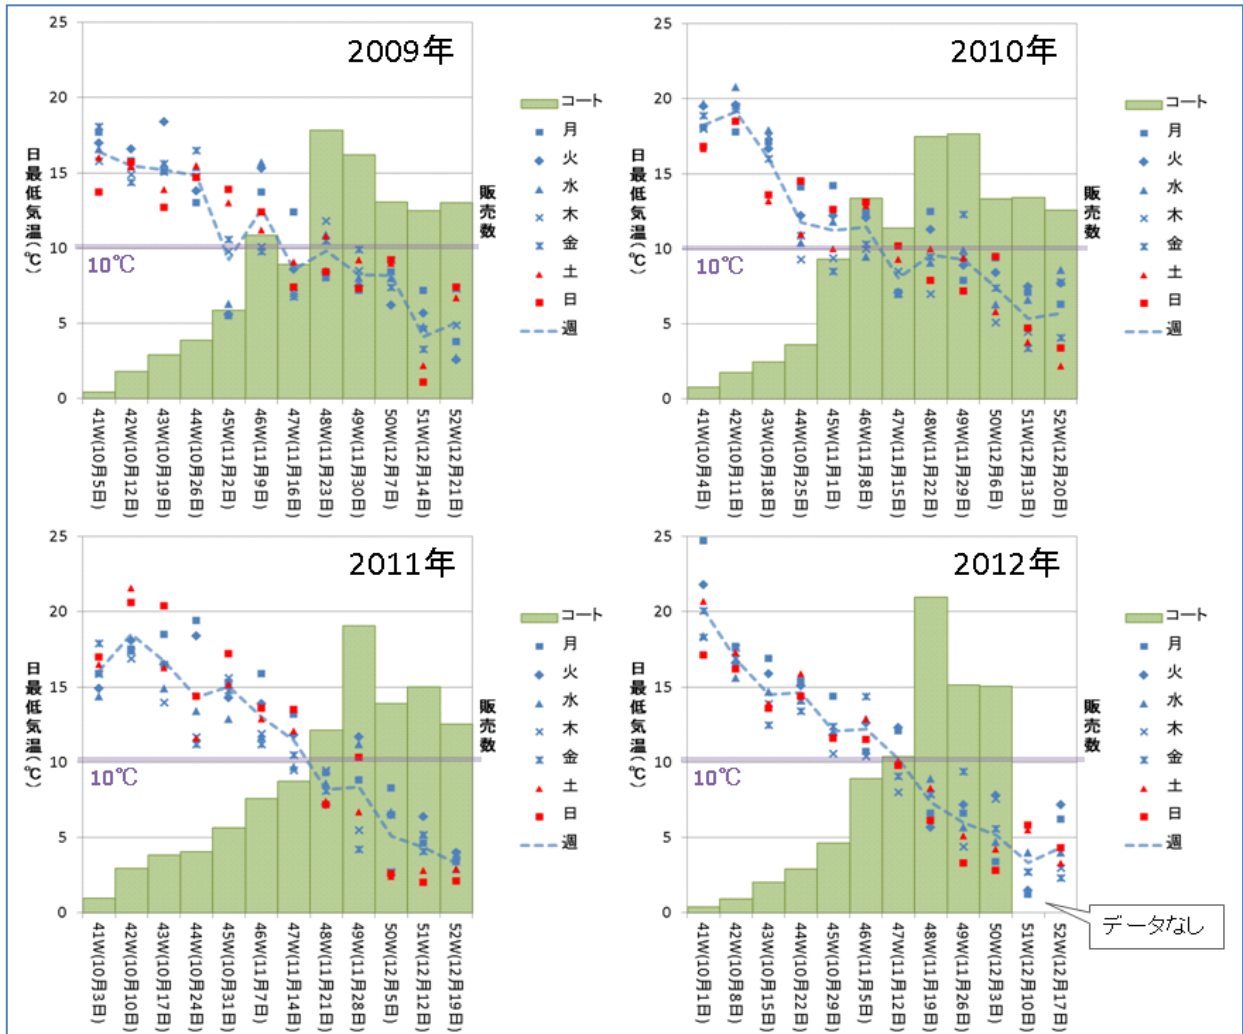 2009年
25
20
15
10
5
0
日最低気温(℃)
販売数
10℃
コート
月
火
水
木
金
土
日
週
41W(10月5日)
42W(10月12日)
43W(10月19日)
44W(10月26日)
45W(11月2日)
46W(11月9日)
47W(11月16日)
48W(11月23日)
49W(11月30日)
50W(12月7日)
51W(12月14日)
52W(12月21日)
2010年
25
20
15
10
5
0
日最低気温(℃)
販売数
10℃
コート
月
火
水
木
金
土
日
週
41W(10月4日)
42W(10月11日)
43W(10月18日)
44W(10月25日)
45W(11月1日)
46W(11月8日)
47W(11月15日)
48W(11月22日)
49W(11月29日)
50W(12月6日)
51W(12月13日)
52W(12月20日)
2011年
25
20
15
10
5
0
日最低気温(℃)
販売数
10℃
コート
月
火
水
木
金
土
日
週
41W(10月3日)
42W(10月10日)
43W(10月17日)
44W(10月24日)
45W(10月31日)
46W(11月7日)
47W(11月14日)
48W(11月21日)
49W(11月28日)
50W(12月5日)
51W(12月12日)
52W(12月19日)
2012年
25
20
15
10
5
0
日最低気温(℃)
販売数
10℃
コート
月
火
水
木
金
土
日
週
データなし
41W(10月1日)
42W(10月8日)
43W(10月15日)
44W(10月22日)
45W(10月29日)
46W(11月5日)
47W(11月12日)
48W(11月19日)
49W(11月26日)
50W(12月3日)
51W(12月10日)
52W(12月17日)